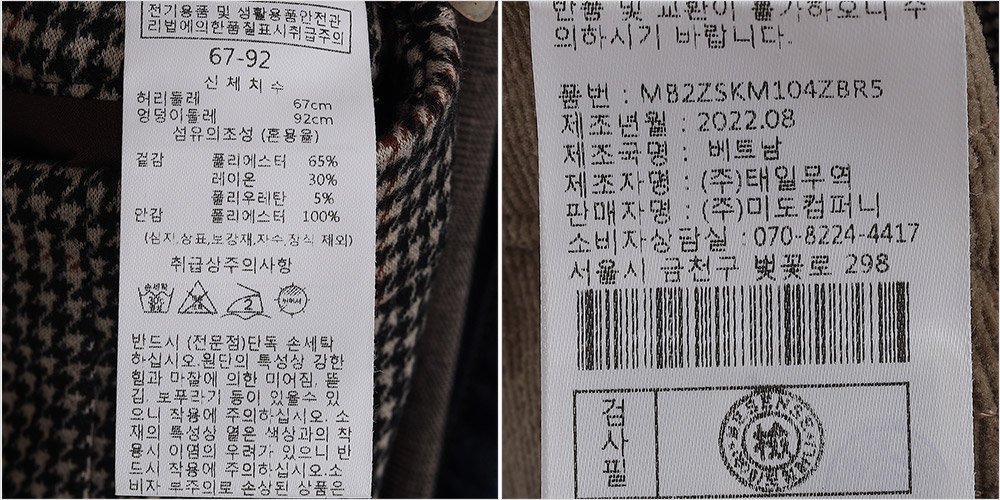 전기용품 및 생활용품안전관
리법에의한품질표시취급주의
67-92
신체치수
허리둘레 67cm
엉덩이둘레 92cm
섬유의조성 (혼용율)
겉감 폴리에스터 65%
레이온 30%
폴리우레탄 5%
안감 폴리에스터 100%
(심지,상표,보강재,자수,장식 제외)
취급상주의사항
손세탁
30℃
2
드라이
반드시 (전문점)단독 손세탁
하십시오.원단의 특성상 강한
힘과 마찰에 의한 미어짐, 뜯
김, 보푸라기 등이 있을수 있
으니 착용에 주의하십시오. 소
재의 특성상 옅은 색상과의 착
용시 이염의 우려가 있으니 반
드시 착용에 주의하십시오.소
비자 부주의로 손상된 상품은
반품 및 교환이 불가하오니 주
의하시기 바랍니다.
품번 : MB2ZSKM104ZBR5
제조년월 : 2022.08
제조국명 : 베트남
제조자명 : (주)태일무역
판매자명 : (주)미도컴퍼니
소비자상담실 : 070-8224-4417
서울시 금천구 벚꽃로 298
검사필
檢